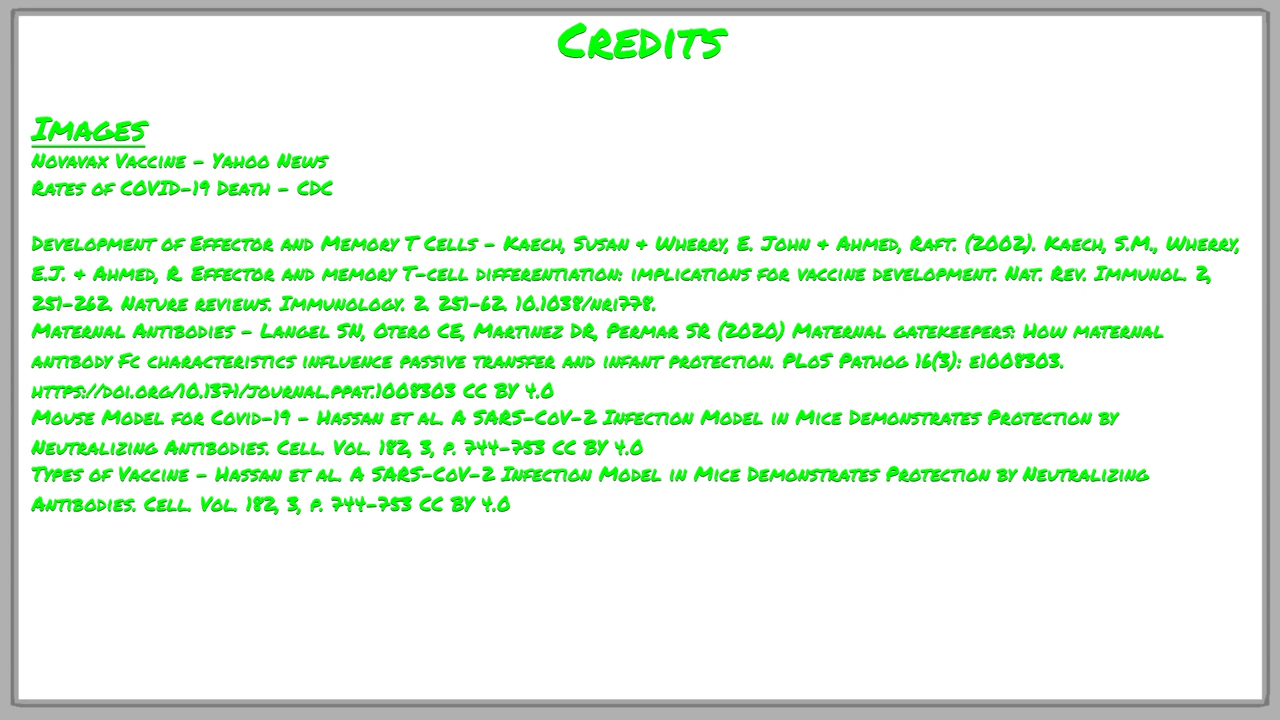 Credits
Images
Novavax Vaccine - Yahoo News
Rates of COVID-19 Death - CDC
Development of Effector and Memory T Cells - Kaech, Susan & Wherry, E. John & Ahmed, Raft. (2002). Kaech, S.M., Wherry,
E.J. & Ahmed, R. Effector and memory T-cell differentiation: implications for vaccine development. Nat. Rev. Immunol. 2,
251-262. Nature reviews. Immunology. 2. 251-62. 10.1038/nri778.
Maternal Antibodies - Langel SN, Otero CE, Martinez DR, Permar SR (2020) Maternal gatekeepers: How maternal
antibody Fc characteristics influence passive transfer and infant protection. PLoS Pathog 16(3): e1008303.
https://doi.org/10.1371/journal.ppat.1008303 CC BY 4.0
Mouse Model for Covid-19 - Hassan et al. A SARS-CoV-2 Infection Model in Mice Demonstrates Protection by
Neutralizing Antibodies. Cell. Vol. 182, 3, p. 744-753 CC BY 4.0
Types of Vaccine - Hassan et al. A SARS-CoV-2 Infection Model in Mice Demonstrates Protection by Neutralizing
Antibodies. Cell. Vol. 182, 3, p. 744-753 CC BY 4.0